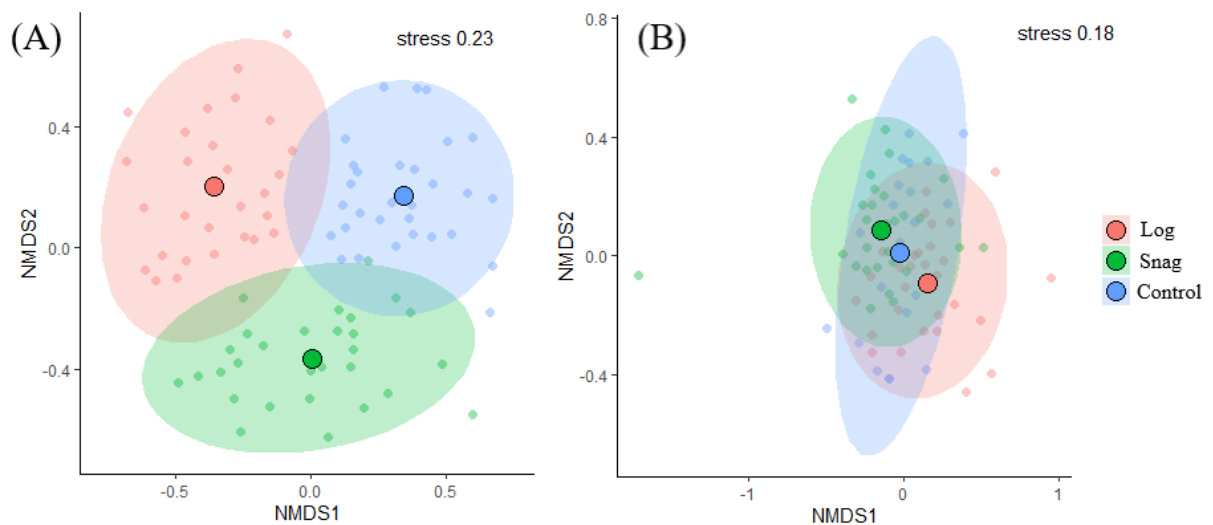 (A)
stress 0.23
NMDS2
0.4
0.0
-0.4
-0.5
0.0
0.5
NMDS1
(B)
stress 0.18
NMDS2
0.8
0.4
0.0
-0.4
-1
0
1
NMDS1
Log
Snag
Control